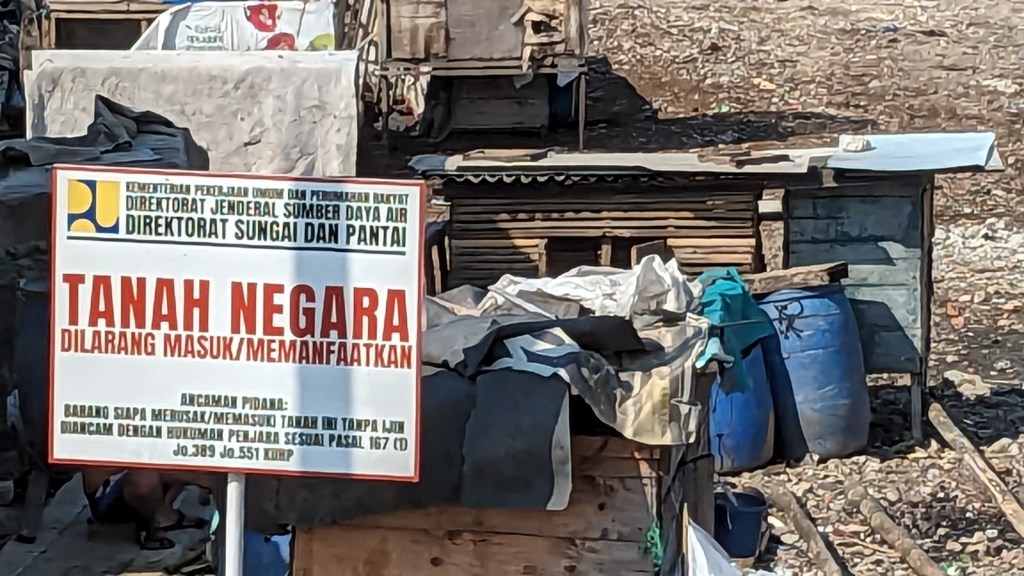 KEMENTERIAN PEKERJAAN UMUM DAN PERUMAHAN RAKYAT
DIREKTORAT JENDERAL SUMBER DAYA AIR
DIREKTORAT SUNGAI DAN PANTAI
TANAH NEGARA
DILARANG MASUK/MEMANFAATKAN
ANCAMAN PIDANA:
BARANG SIAPA MERUSAK/MEMASUKI TANAH INI TANPA IJIN
DIANCAM DENGAN HUKUMAN PENJARA SESUAI PASAL 167 (1)
Jo.389 Jo.551 KUHP